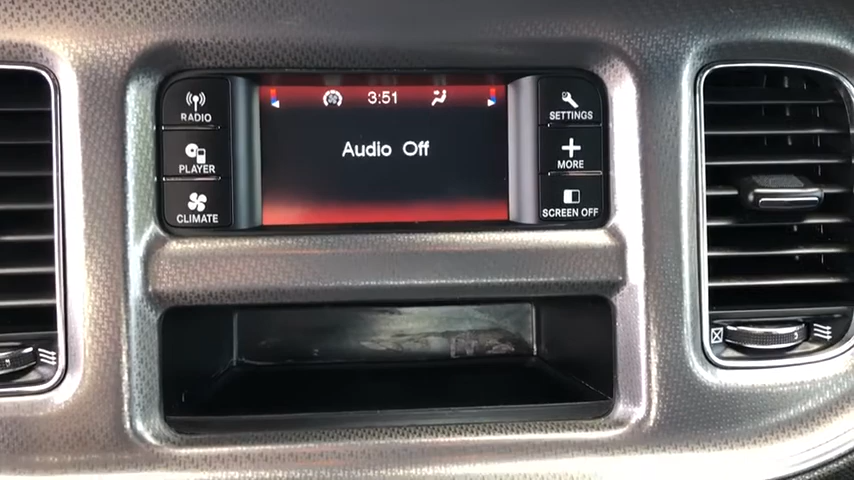 RADIO
PLAYER
CLIMATE
3:51
Audio Off
SETTINGS
MORE
SCREEN OFF